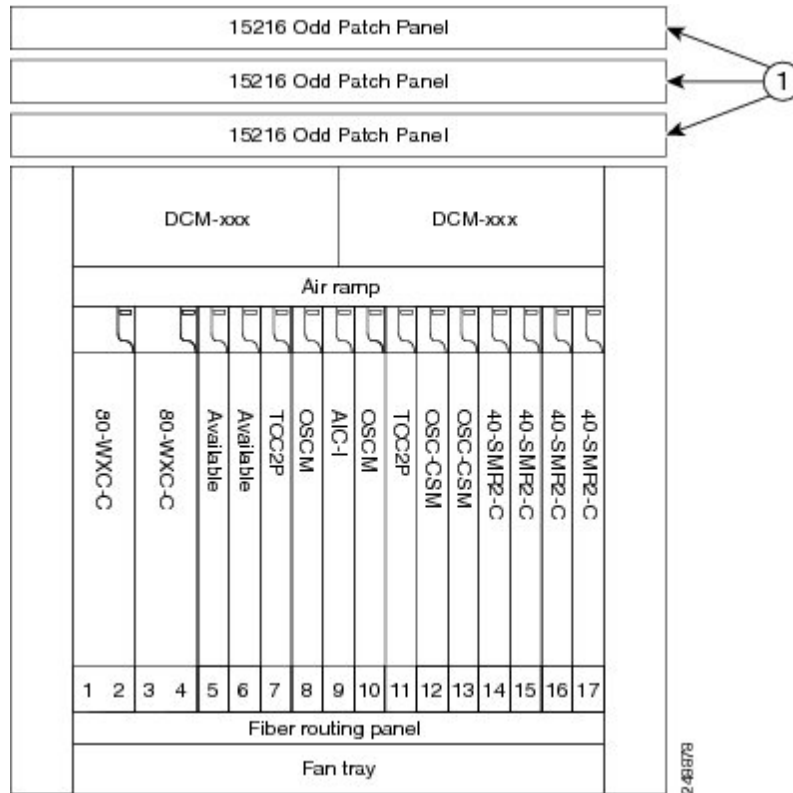 15216 Odd Patch Panel
15216 Odd Patch Panel
15216 Odd Patch Panel
1
DCM-xxx
DCM-xxx
Air ramp
80-WXC-C
80-WXC-C
Available
Available
TCC2P
OSCM
AIC-I
OSCM
TCC2P
OSC-CSM
OSC-CSM
40-SMR2-C
40-SMR2-C
40-SMR2-C
40-SMR2-C
1 2 3 4 5 6 7 8 9 10 11 12 13 14 15 16 17
Fiber routing panel
Fan tray
248878